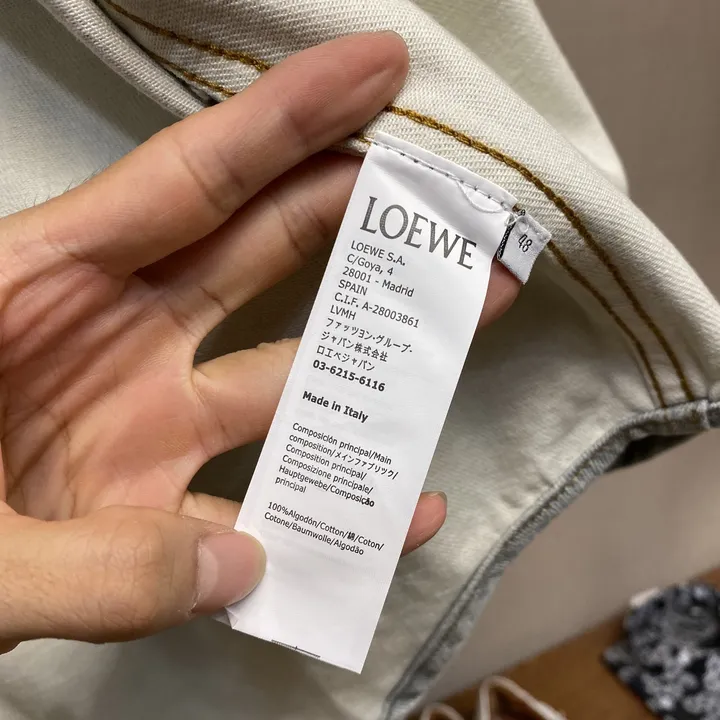 LOEWE
48
LOEWE S.A.
C/Goya, 4
28001 - Madrid
SPAIN
C.I.F. A-28003861
LVMH
ファッツョン·グループ·
ジャパン株式会社
ロエベジャパン
03-6215-6116
Made in Italy
Composición principal/Main
composition/メインファブリック/
Composition principal/
Composizione principale/
Hauptgewebe/Composição
principal
100%Algodón/Cotton/綿/Coton/
Cotone/Baumwolle/Algodão